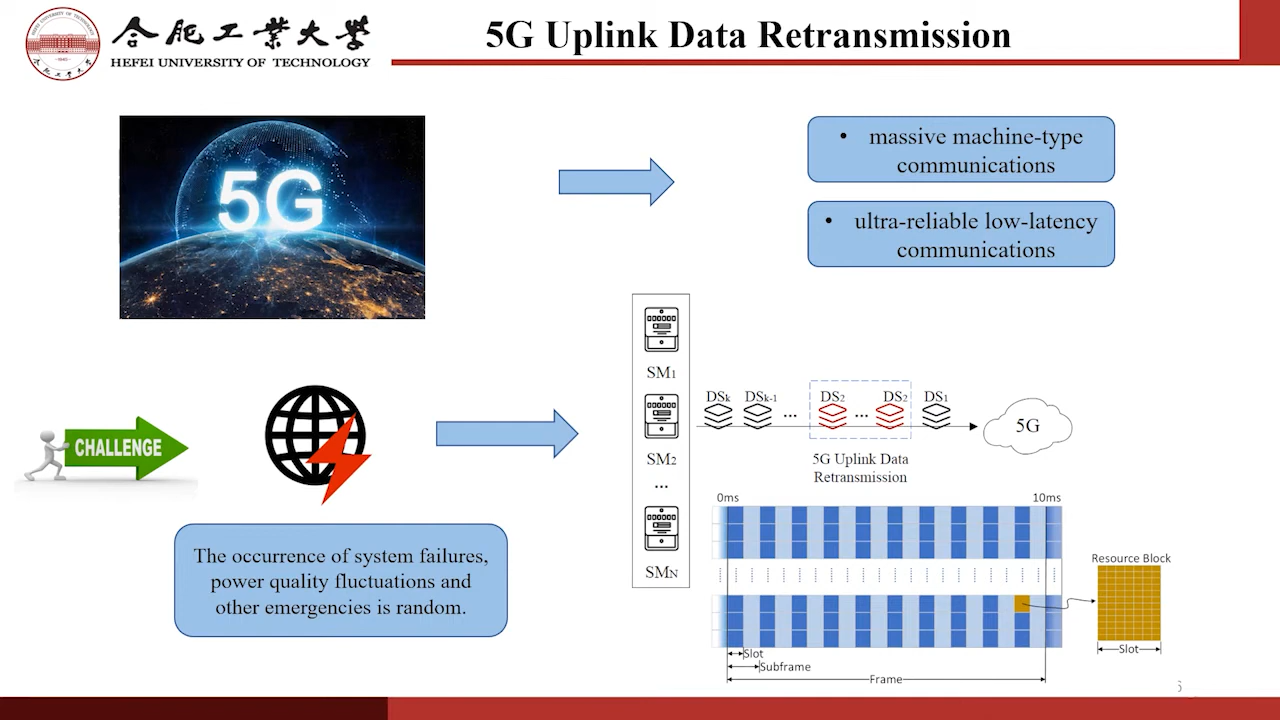 合肥工业大学
HEFEI UNIVERSITY OF TECHNOLOGY
5G Uplink Data Retransmission
5G
• massive machine-type
communications
• ultra-reliable low-latency
communications
CHALLENGE
The occurrence of system failures,
power quality fluctuations and
other emergencies is random.
SM1
SM2
...
SMN
DSk DSk-1 ... DS2 ... DS2 DS1
5G
5G Uplink Data
Retransmission
0ms 10ms
Resource Block
Slot
Slot
Subframe
Frame
6